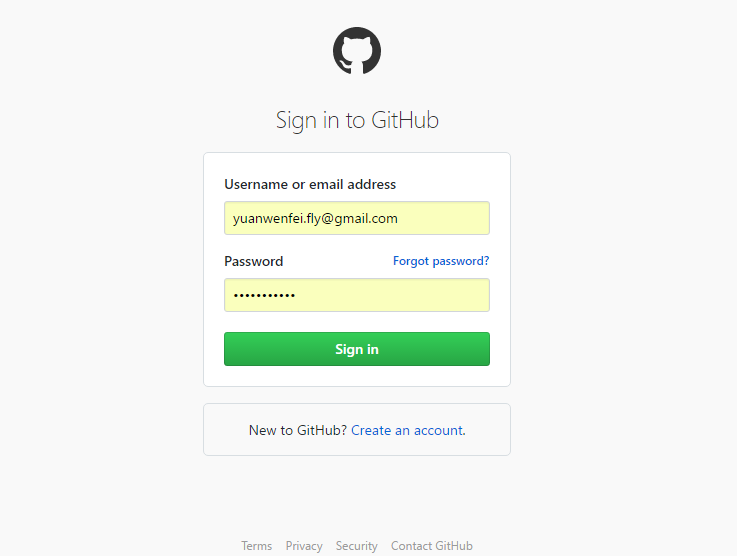 Sign in to GitHub
Username or email address
yuanwenfei.fly@gmail.com
Password Forgot password?
•••••••••••
Sign in
New to GitHub? Create an account.
Terms Privacy Security Contact GitHub